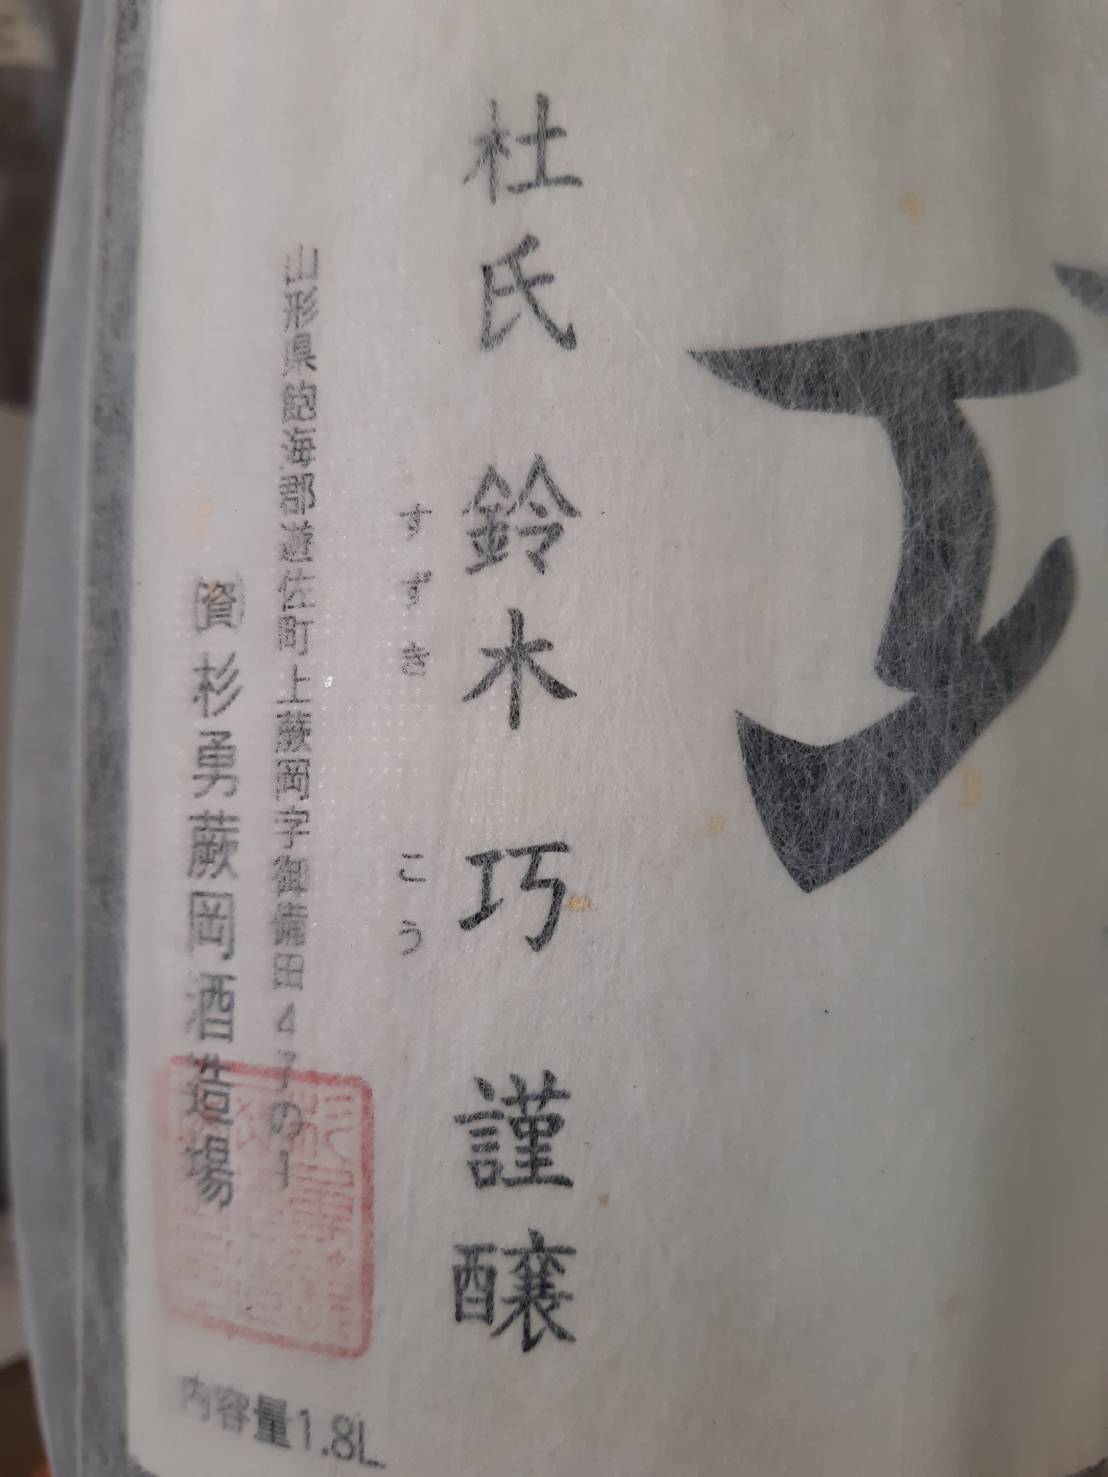 杜氏 鈴木 巧 謹醸
すずき こう
山形県飽海郡遊佐町上蕨岡字御備田47の1
㈾杉勇蕨岡酒造場
内容量1.8L